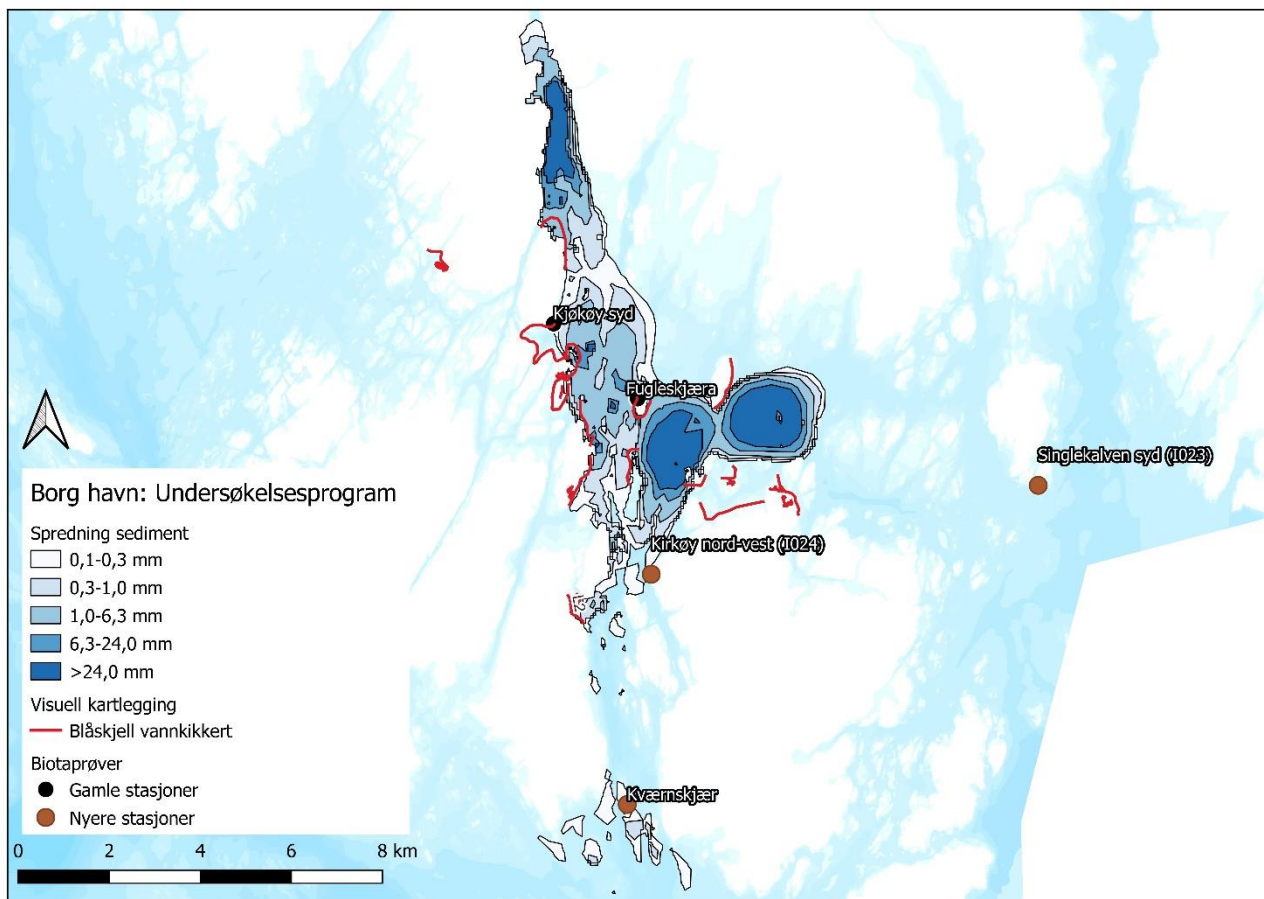 Kjøkøy syd
Fugleskjæra
Singlekalven syd (I023)
Kirkøy nord-vest (I024)
Kværnskjær
Borg havn: Undersøkelsesprogram
Spredning sediment
0,1-0,3 mm
0,3-1,0 mm
1,0-6,3 mm
6,3-24,0 mm
>24,0 mm
Visuell kartlegging
Blåskjell vannkikkert
Biotaprøver
Gamle stasjoner
Nyere stasjoner
0 2 4 6 8 km